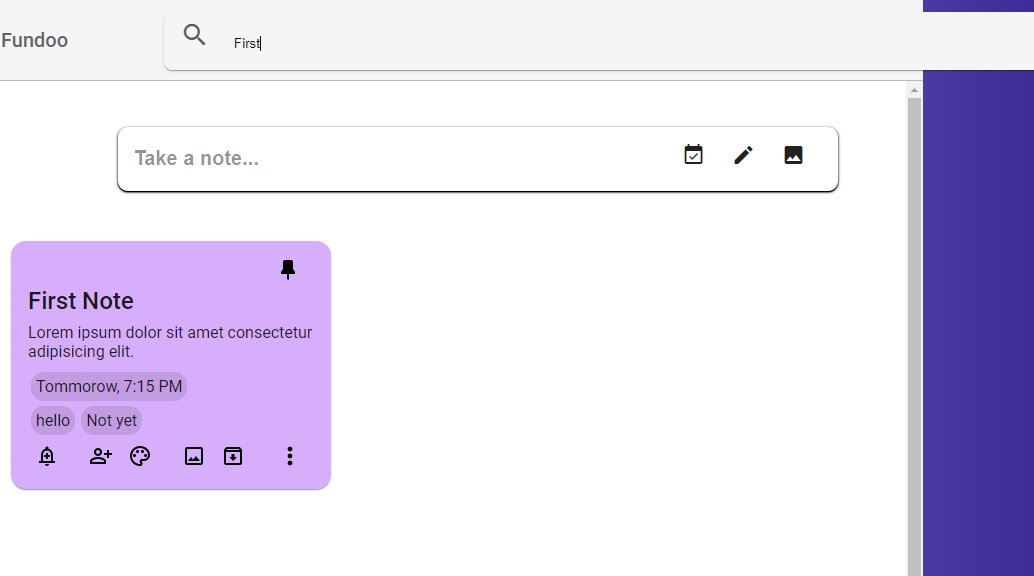 Fundoo
First
Take a note...
First Note
Lorem ipsum dolor sit amet consectetur
adipisicing elit.
Tommorow, 7:15 PM
hello Not yet